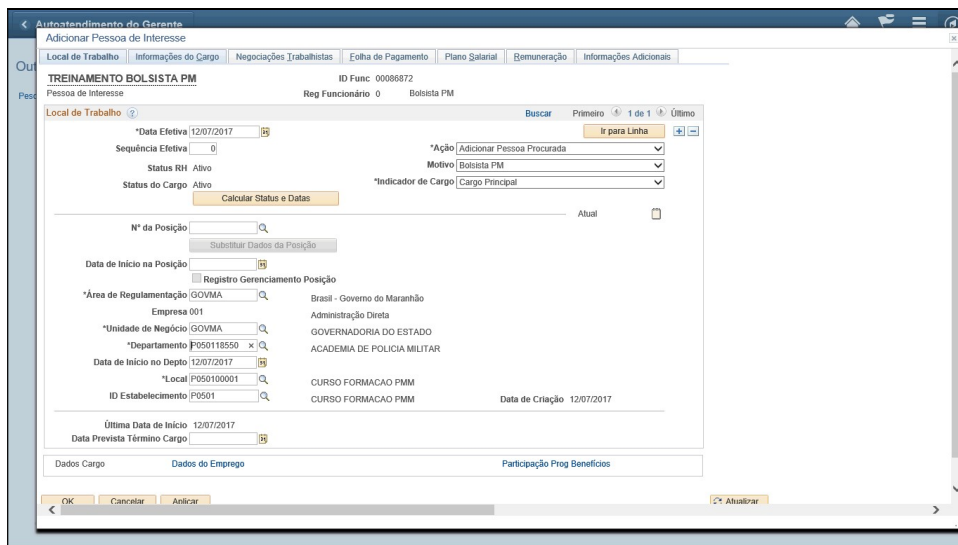 Autoatendimento do Gerente
Adicionar Pessoa de Interesse
Out
Pesq
Local de Trabalho Informações do Cargo Negociações Trabalhistas Folha de Pagamento Plano Salarial Remuneração Informações Adicionais
TREINAMENTO BOLSISTA PM ID Func 00086872
Pessoa de Interesse Reg Funcionário 0 Bolsista PM
Local de Trabalho Buscar Primeiro 1 de 1 Último
*Data Efetiva 12/07/2017 Ir para Linha
Sequência Efetiva 0 *Ação Adicionar Pessoa Procurada
Status RH Ativo Motivo Bolsista PM
Status do Cargo Ativo *Indicador de Cargo Cargo Principal
Calcular Status e Datas
Atual
Nº da Posição
Substituir Dados da Posição
Data de Início na Posição
Registro Gerenciamento Posição
*Área de Regulamentação GOVMA Brasil - Governo do Maranhão
Empresa 001 Administração Direta
*Unidade de Negócio GOVMA GOVERNADORIA DO ESTADO
*Departamento P050118550 ACADEMIA DE POLICIA MILITAR
Data de Início no Depto 12/07/2017
*Local P050100001 CURSO FORMACAO PMM
ID Estabelecimento P0501 CURSO FORMACAO PMM Data de Criação 12/07/2017
Última Data de Início 12/07/2017
Data Prevista Término Cargo
Dados Cargo Dados do Emprego Participação Prog Benefícios
OK Cancelar Aplicar Atualizar